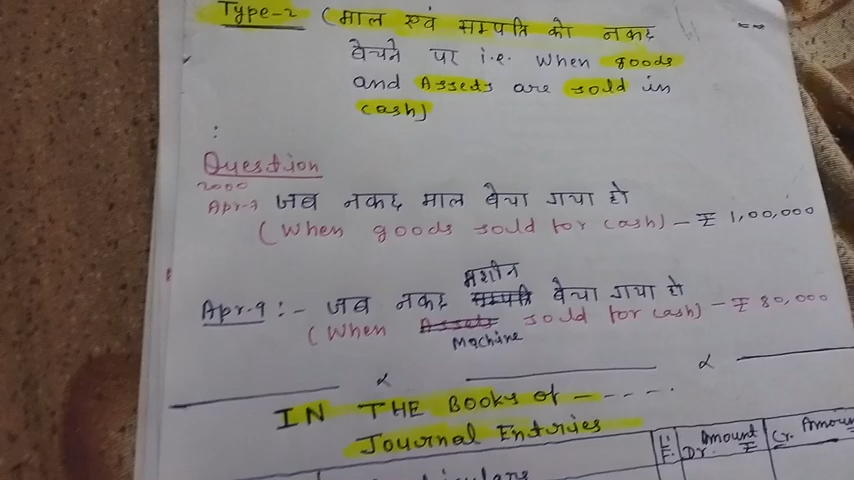 Type-2 (माल एवं सम्पति को नकद
बेचने पर i.e. When goods
and Assets are sold in
cash)
Question
2000
Apr-7 जब नकद माल बेचा गया हो
(When goods sold for cash) - ₹ 1,00,000
मशीन
Apr-9 :- जब नकद सम्पति बेचा गया हो
(When Assets sold for cash) - ₹ 80,000
Machine
IN THE Books of - - - - - .
Journal Entries
L.F. Amount Dr. ₹ Cr. Amoun